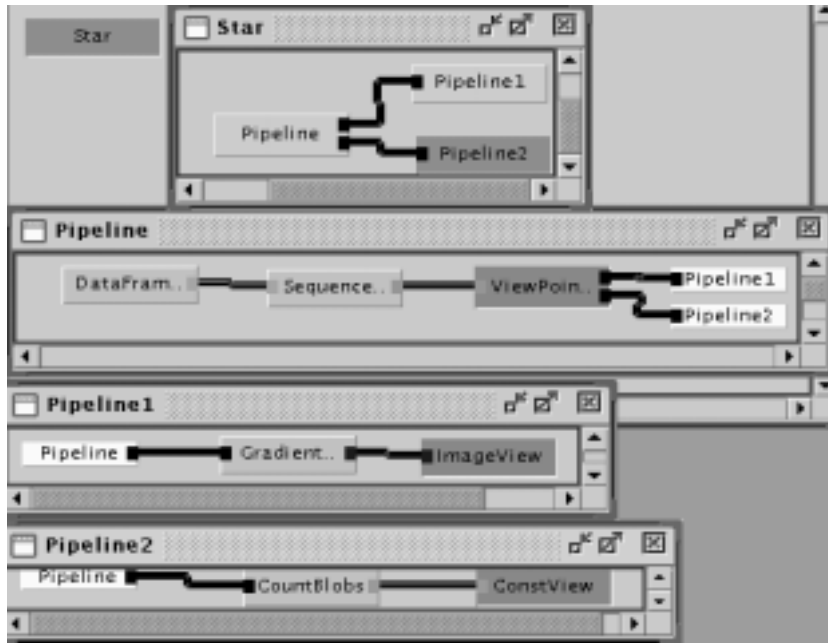 Star
Star
Pipeline1
Pipeline
Pipeline2
Pipeline
DataFram..
Sequence..
ViewPoin..
Pipeline1
Pipeline2
Pipeline1
Pipeline
Gradient..
ImageView
Pipeline2
Pipeline
CountBlobs
ConstView